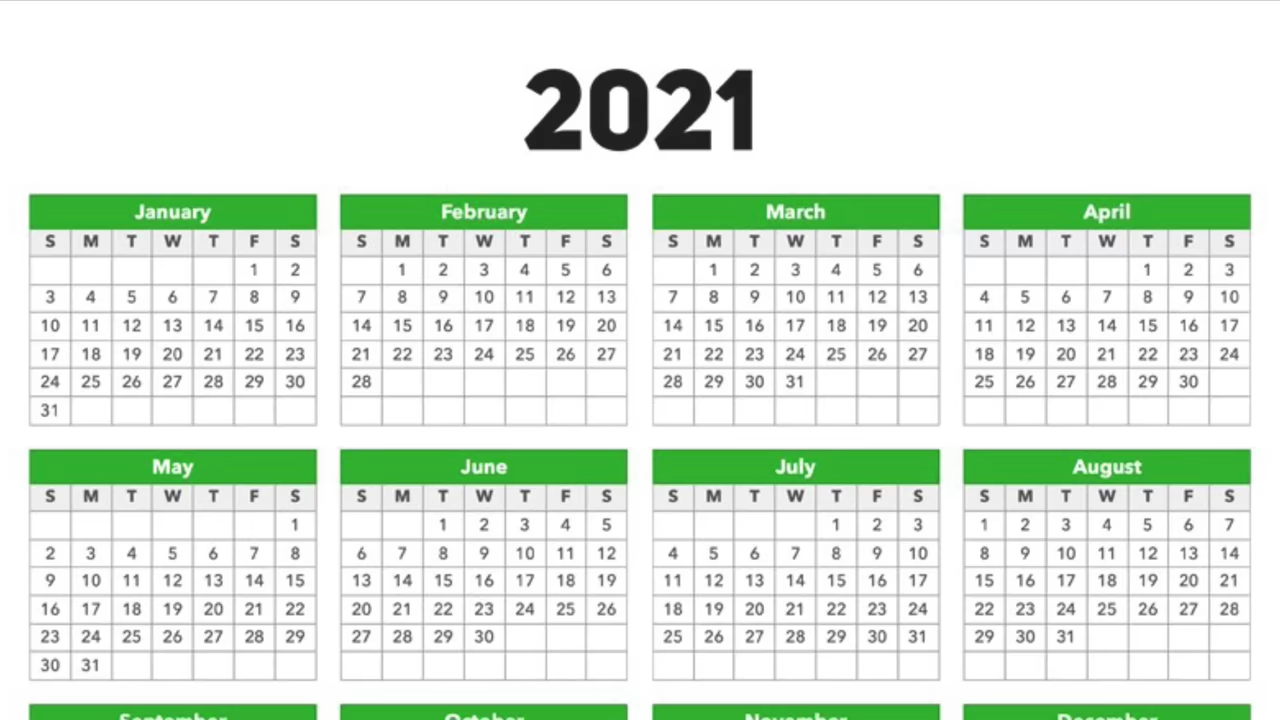 2021
January February March April
S M T W T F S S M T W T F S S M T W T F S S M T W T F S
1 2 1 2 3 4 5 6 1 2 3 4 5 6 1 2 3
3 4 5 6 7 8 9 7 8 9 10 11 12 13 7 8 9 10 11 12 13 4 5 6 7 8 9 10
10 11 12 13 14 15 16 14 15 16 17 18 19 20 14 15 16 17 18 19 20 11 12 13 14 15 16 17
17 18 19 20 21 22 23 21 22 23 24 25 26 27 21 22 23 24 25 26 27 18 19 20 21 22 23 24
24 25 26 27 28 29 30 28 28 29 30 31 25 26 27 28 29 30
31
May June July August
S M T W T F S S M T W T F S S M T W T F S S M T W T F S
1 1 2 3 4 5 1 2 3 1 2 3 4 5 6 7
2 3 4 5 6 7 8 6 7 8 9 10 11 12 4 5 6 7 8 9 10 8 9 10 11 12 13 14
9 10 11 12 13 14 15 13 14 15 16 17 18 19 11 12 13 14 15 16 17 15 16 17 18 19 20 21
16 17 18 19 20 21 22 20 21 22 23 24 25 26 18 19 20 21 22 23 24 22 23 24 25 26 27 28
23 24 25 26 27 28 29 27 28 29 30 25 26 27 28 29 30 31 29 30 31
30 31
September October November December